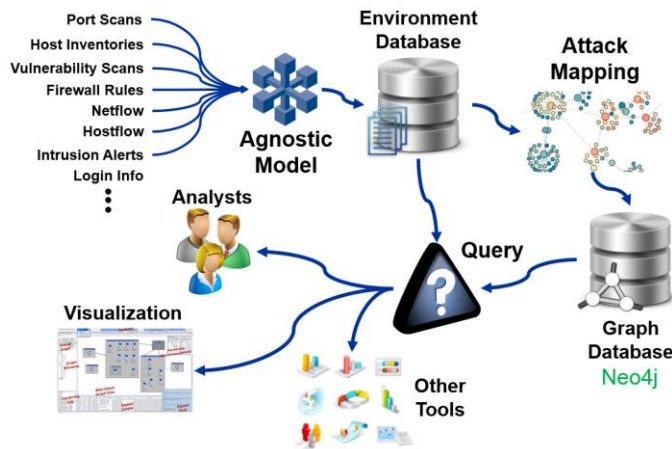 Port Scans
Host Inventories
Vulnerability Scans
Firewall Rules
Netflow
Hostflow
Intrusion Alerts
Login Info
Agnostic
Model
Environment
Database
Attack
Mapping
Analysts
Query
?
Visualization
Other
Tools
Graph
Database
Neo4j